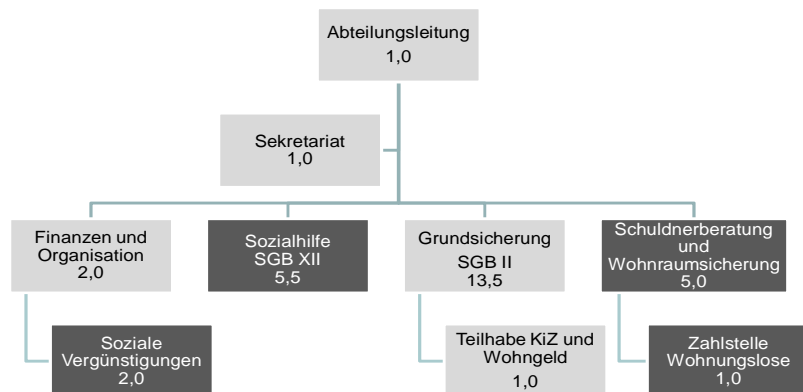 Abteilungsleitung
1,0
Sekretariat
1,0
Finanzen und
Organisation
2,0
Sozialhilfe
SGB XII
5,5
Grundsicherung
SGB II
13,5
Schuldnerberatung
und
Wohnraumsicherung
5,0
Soziale
Vergünstigungen
2,0
Teilhabe KiZ und
Wohngeld
1,0
Zahlstelle
Wohnungslose
1,0